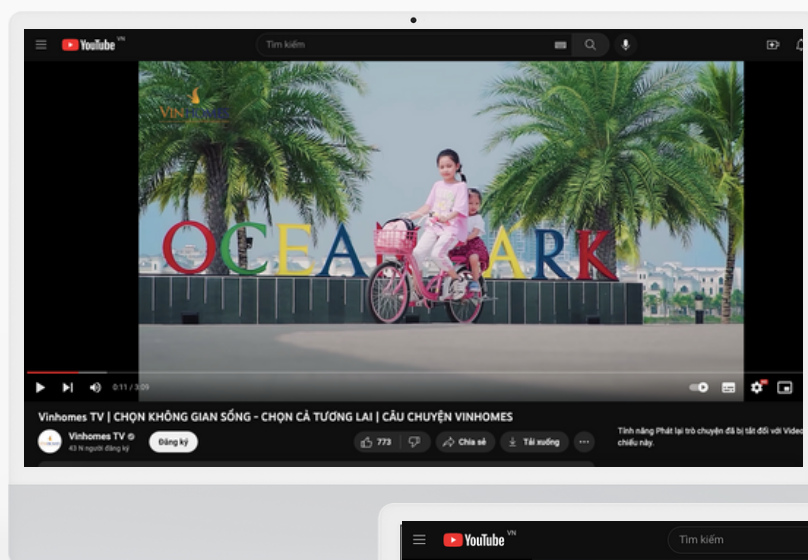 YouTube VN
Tìm kiếm
VINHOMES
OCEAN PARK
0:11 / 3:09
Vinhomes TV | CHỌN KHÔNG GIAN SỐNG - CHỌN CẢ TƯƠNG LAI | CÂU CHUYỆN VINHOMES
Vinhomes TV
43 N người đăng ký
Đăng ký
773
Chia sẻ
Tải xuống
Tính năng Phát lại trò chuyện đã bị tắt đối với Video
chiếu này.
YouTube VN
Tìm kiếm